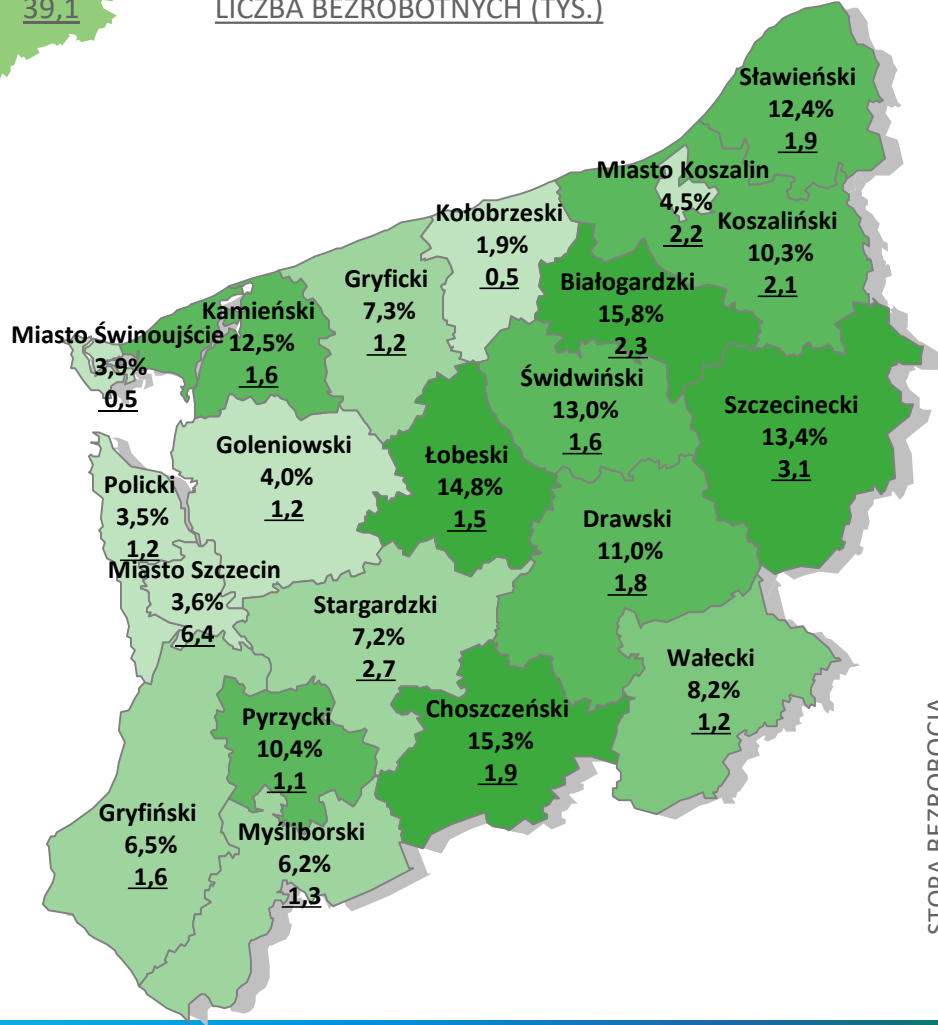 39,1
LICZBA BEZROBOTNYCH (TYS.)
Sławieński
12,4%
1,9
Miasto Koszalin
4,5%
2,2
Koszaliński
10,3%
2,1
Kołobrzeski
1,9%
0,5
Białogardzki
15,8%
2,3
Gryficki
7,3%
1,2
Kamieński
12,5%
1,6
Miasto Świnoujście
3,9%
0,5
Świdwiński
13,0%
1,6
Szczecinecki
13,4%
3,1
Goleniowski
4,0%
1,2
Łobeski
14,8%
1,5
Policki
3,5%
1,2
Drawski
11,0%
1,8
Miasto Szczecin
3,6%
6,4
Stargardzki
7,2%
2,7
Wałecki
8,2%
1,2
Choszczeński
15,3%
1,9
Pyrzycki
10,4%
1,1
Gryfiński
6,5%
1,6
Myśliborski
6,2%
1,3
STOPA BEZROBOCIA